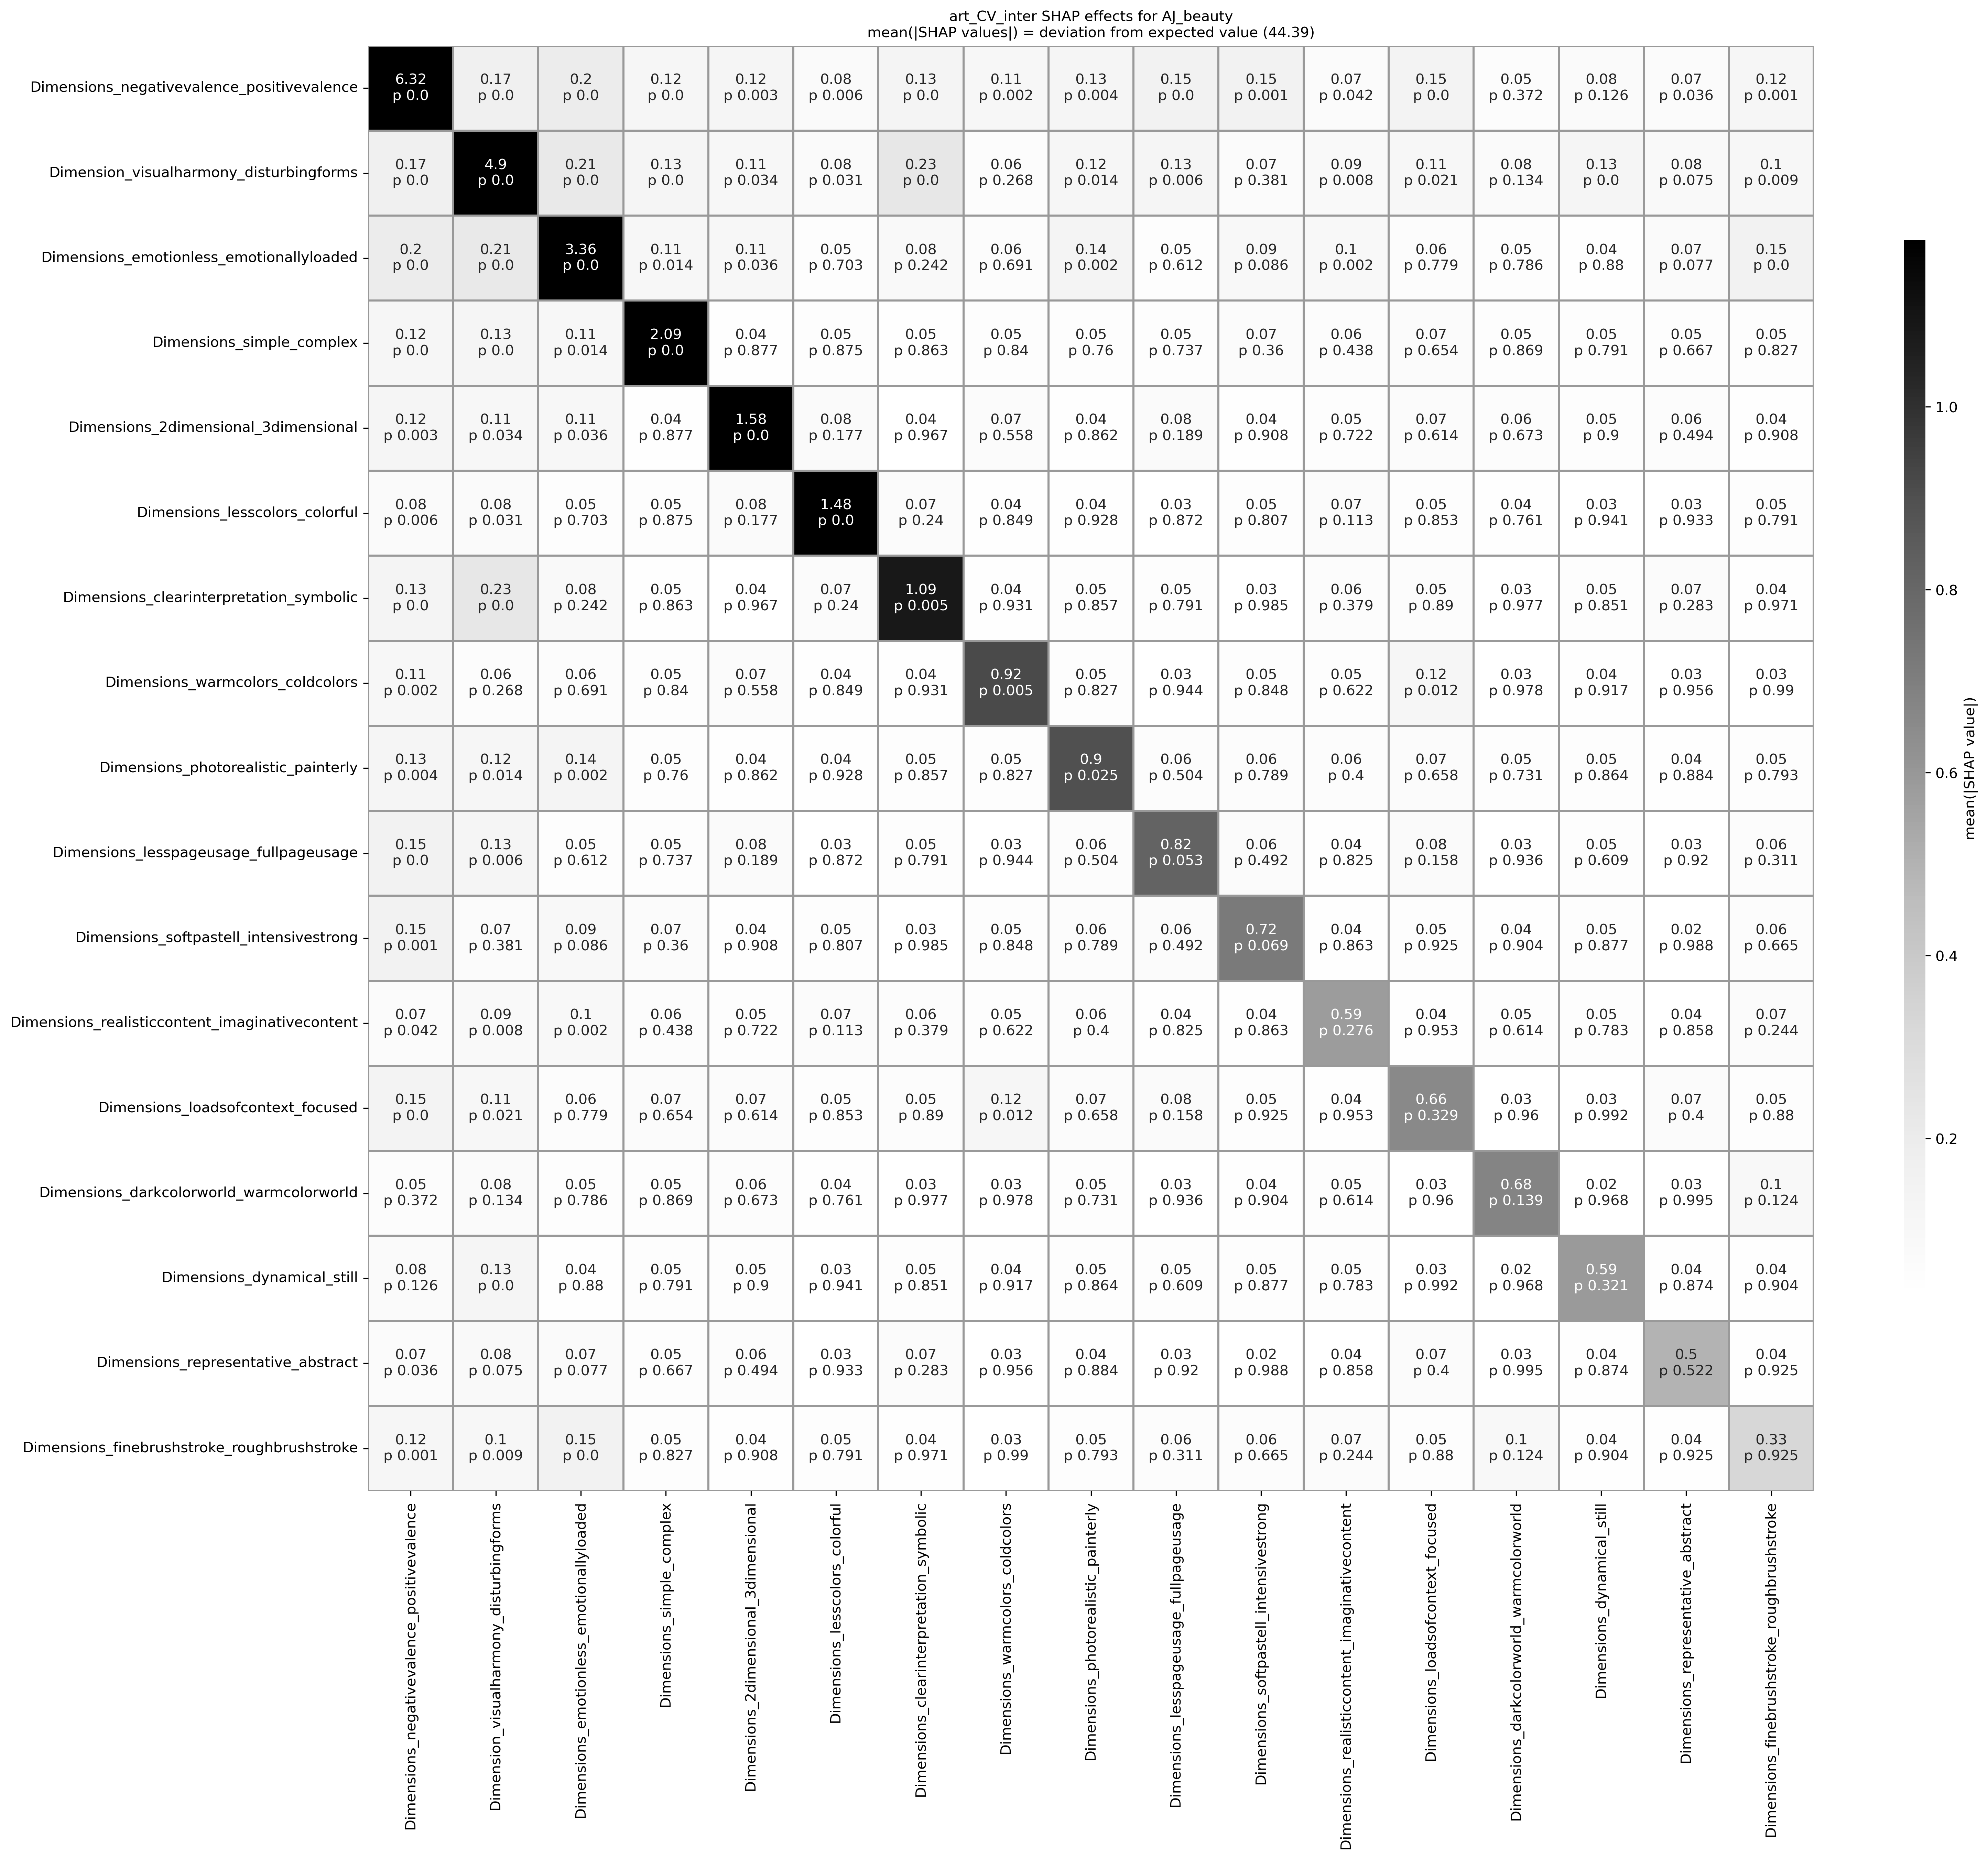 art_CV_inter SHAP effects for AJ_beauty
mean(|SHAP values|) = deviation from expected value (44.39)
Dimensions_negativevalence_positivevalence
6.32 0.17 0.2 0.12 0.12 0.08 0.13 0.11 0.13 0.15 0.15 0.07 0.15 0.05 0.08 0.07 0.12
p 0.0 p 0.0 p 0.0 p 0.0 p 0.003 p 0.006 p 0.0 p 0.002 p 0.004 p 0.0 p 0.001 p 0.042 p 0.0 p 0.372 p 0.126 p 0.036 p 0.001
Dimension_visualharmony_disturbingforms
0.17 4.9 0.21 0.13 0.11 0.08 0.23 0.06 0.12 0.13 0.07 0.09 0.11 0.08 0.13 0.08 0.1
p 0.0 p 0.0 p 0.0 p 0.0 p 0.034 p 0.031 p 0.0 p 0.268 p 0.014 p 0.006 p 0.381 p 0.008 p 0.021 p 0.134 p 0.0 p 0.075 p 0.009
Dimensions_emotionless_emotionallyloaded
0.2 0.21 3.36 0.11 0.11 0.05 0.08 0.06 0.14 0.05 0.09 0.1 0.06 0.05 0.04 0.07 0.15
p 0.0 p 0.0 p 0.0 p 0.014 p 0.036 p 0.703 p 0.242 p 0.691 p 0.002 p 0.612 p 0.086 p 0.002 p 0.779 p 0.786 p 0.88 p 0.077 p 0.0
Dimensions_simple_complex
0.12 0.13 0.11 2.09 0.04 0.05 0.05 0.05 0.05 0.05 0.07 0.06 0.07 0.05 0.05 0.05 0.05
p 0.0 p 0.0 p 0.014 p 0.0 p 0.877 p 0.875 p 0.863 p 0.84 p 0.76 p 0.737 p 0.36 p 0.438 p 0.654 p 0.869 p 0.791 p 0.667 p 0.827
Dimensions_2dimensional_3dimensional
0.12 0.11 0.11 0.04 1.58 0.08 0.04 0.07 0.04 0.08 0.04 0.05 0.07 0.06 0.05 0.06 0.04
p 0.003 p 0.034 p 0.036 p 0.877 p 0.0 p 0.177 p 0.967 p 0.558 p 0.862 p 0.189 p 0.908 p 0.722 p 0.614 p 0.673 p 0.9 p 0.494 p 0.908
Dimensions_lesscolors_colorful
0.08 0.08 0.05 0.05 0.08 1.48 0.07 0.04 0.04 0.03 0.05 0.07 0.05 0.04 0.03 0.03 0.05
p 0.006 p 0.031 p 0.703 p 0.875 p 0.177 p 0.0 p 0.24 p 0.849 p 0.928 p 0.872 p 0.807 p 0.113 p 0.853 p 0.761 p 0.941 p 0.933 p 0.791
Dimensions_clearinterpretation_symbolic
0.13 0.23 0.08 0.05 0.04 0.07 1.09 0.04 0.05 0.05 0.03 0.06 0.05 0.03 0.05 0.07 0.04
p 0.0 p 0.0 p 0.242 p 0.863 p 0.967 p 0.24 p 0.005 p 0.931 p 0.857 p 0.791 p 0.985 p 0.379 p 0.89 p 0.977 p 0.851 p 0.283 p 0.971
Dimensions_warmcolors_coldcolors
0.11 0.06 0.06 0.05 0.07 0.04 0.04 0.92 0.05 0.03 0.05 0.05 0.12 0.03 0.04 0.03 0.03
p 0.002 p 0.268 p 0.691 p 0.84 p 0.558 p 0.849 p 0.931 p 0.005 p 0.827 p 0.944 p 0.848 p 0.622 p 0.012 p 0.978 p 0.917 p 0.956 p 0.99
Dimensions_photorealistic_painterly
0.13 0.12 0.14 0.05 0.04 0.04 0.05 0.05 0.9 0.06 0.06 0.06 0.07 0.05 0.05 0.04 0.05
p 0.004 p 0.014 p 0.002 p 0.76 p 0.862 p 0.928 p 0.857 p 0.827 p 0.025 p 0.504 p 0.789 p 0.4 p 0.658 p 0.731 p 0.864 p 0.884 p 0.793
Dimensions_lesspageusage_fullpageusage
0.15 0.13 0.05 0.05 0.08 0.03 0.05 0.03 0.06 0.82 0.06 0.04 0.08 0.03 0.05 0.03 0.06
p 0.0 p 0.006 p 0.612 p 0.737 p 0.189 p 0.872 p 0.791 p 0.944 p 0.504 p 0.053 p 0.492 p 0.825 p 0.158 p 0.936 p 0.609 p 0.92 p 0.311
Dimensions_softpastell_intensivestrong
0.15 0.07 0.09 0.07 0.04 0.05 0.03 0.05 0.06 0.06 0.72 0.04 0.05 0.04 0.05 0.02 0.06
p 0.001 p 0.381 p 0.086 p 0.36 p 0.908 p 0.807 p 0.985 p 0.848 p 0.789 p 0.492 p 0.069 p 0.863 p 0.925 p 0.904 p 0.877 p 0.988 p 0.665
Dimensions_realisticcontent_imaginativecontent
0.07 0.09 0.1 0.06 0.05 0.07 0.06 0.05 0.06 0.04 0.04 0.59 0.04 0.05 0.05 0.04 0.07
p 0.042 p 0.008 p 0.002 p 0.438 p 0.722 p 0.113 p 0.379 p 0.622 p 0.4 p 0.825 p 0.863 p 0.276 p 0.953 p 0.614 p 0.783 p 0.858 p 0.244
Dimensions_loadsofcontext_focused
0.15 0.11 0.06 0.07 0.07 0.05 0.05 0.12 0.07 0.08 0.05 0.04 0.66 0.03 0.03 0.07 0.05
p 0.0 p 0.021 p 0.779 p 0.654 p 0.614 p 0.853 p 0.89 p 0.012 p 0.658 p 0.158 p 0.925 p 0.953 p 0.329 p 0.96 p 0.992 p 0.4 p 0.88
Dimensions_darkcolorworld_warmcolorworld
0.05 0.08 0.05 0.05 0.06 0.04 0.03 0.03 0.05 0.03 0.04 0.05 0.03 0.68 0.02 0.03 0.1
p 0.372 p 0.134 p 0.786 p 0.869 p 0.673 p 0.761 p 0.977 p 0.978 p 0.731 p 0.936 p 0.904 p 0.614 p 0.96 p 0.139 p 0.968 p 0.995 p 0.124
Dimensions_dynamical_still
0.08 0.13 0.04 0.05 0.05 0.03 0.05 0.04 0.05 0.05 0.05 0.05 0.03 0.02 0.59 0.04 0.04
p 0.126 p 0.0 p 0.88 p 0.791 p 0.9 p 0.941 p 0.851 p 0.917 p 0.864 p 0.609 p 0.877 p 0.783 p 0.992 p 0.968 p 0.321 p 0.874 p 0.904
Dimensions_representative_abstract
0.07 0.08 0.07 0.05 0.06 0.03 0.07 0.03 0.04 0.03 0.02 0.04 0.07 0.03 0.04 0.5 0.04
p 0.036 p 0.075 p 0.077 p 0.667 p 0.494 p 0.933 p 0.283 p 0.956 p 0.884 p 0.92 p 0.988 p 0.858 p 0.4 p 0.995 p 0.874 p 0.522 p 0.925
Dimensions_finebrushstroke_roughbrushstroke
0.12 0.1 0.15 0.05 0.04 0.05 0.04 0.03 0.05 0.06 0.06 0.07 0.05 0.1 0.04 0.04 0.33
p 0.001 p 0.009 p 0.0 p 0.827 p 0.908 p 0.791 p 0.971 p 0.99 p 0.793 p 0.311 p 0.665 p 0.244 p 0.88 p 0.124 p 0.904 p 0.925 p 0.925
Dimensions_negativevalence_positivevalence
Dimension_visualharmony_disturbingforms
Dimensions_emotionless_emotionallyloaded
Dimensions_simple_complex
Dimensions_2dimensional_3dimensional
Dimensions_lesscolors_colorful
Dimensions_clearinterpretation_symbolic
Dimensions_warmcolors_coldcolors
Dimensions_photorealistic_painterly
Dimensions_lesspageusage_fullpageusage
Dimensions_softpastell_intensivestrong
Dimensions_realisticcontent_imaginativecontent
Dimensions_loadsofcontext_focused
Dimensions_darkcolorworld_warmcolorworld
Dimensions_dynamical_still
Dimensions_representative_abstract
Dimensions_finebrushstroke_roughbrushstroke
1.0
0.8
0.6
0.4
0.2
mean(|SHAP value|)